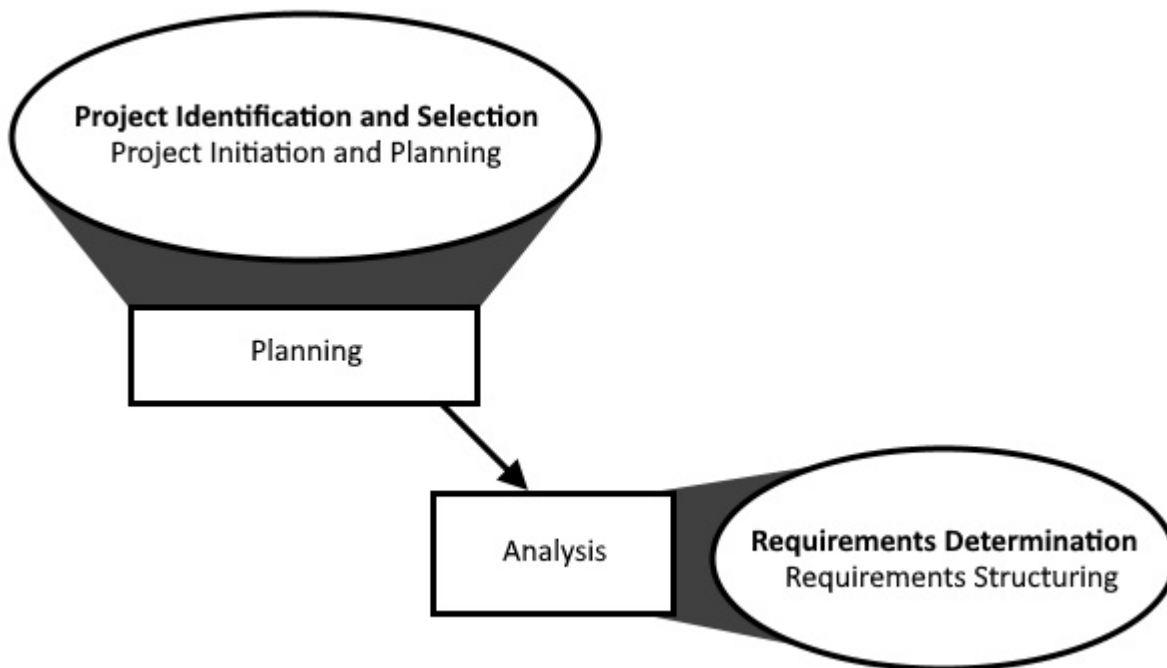 Project Identification and Selection
Project Initiation and Planning
Planning
Analysis
Requirements Determination
Requirements Structuring